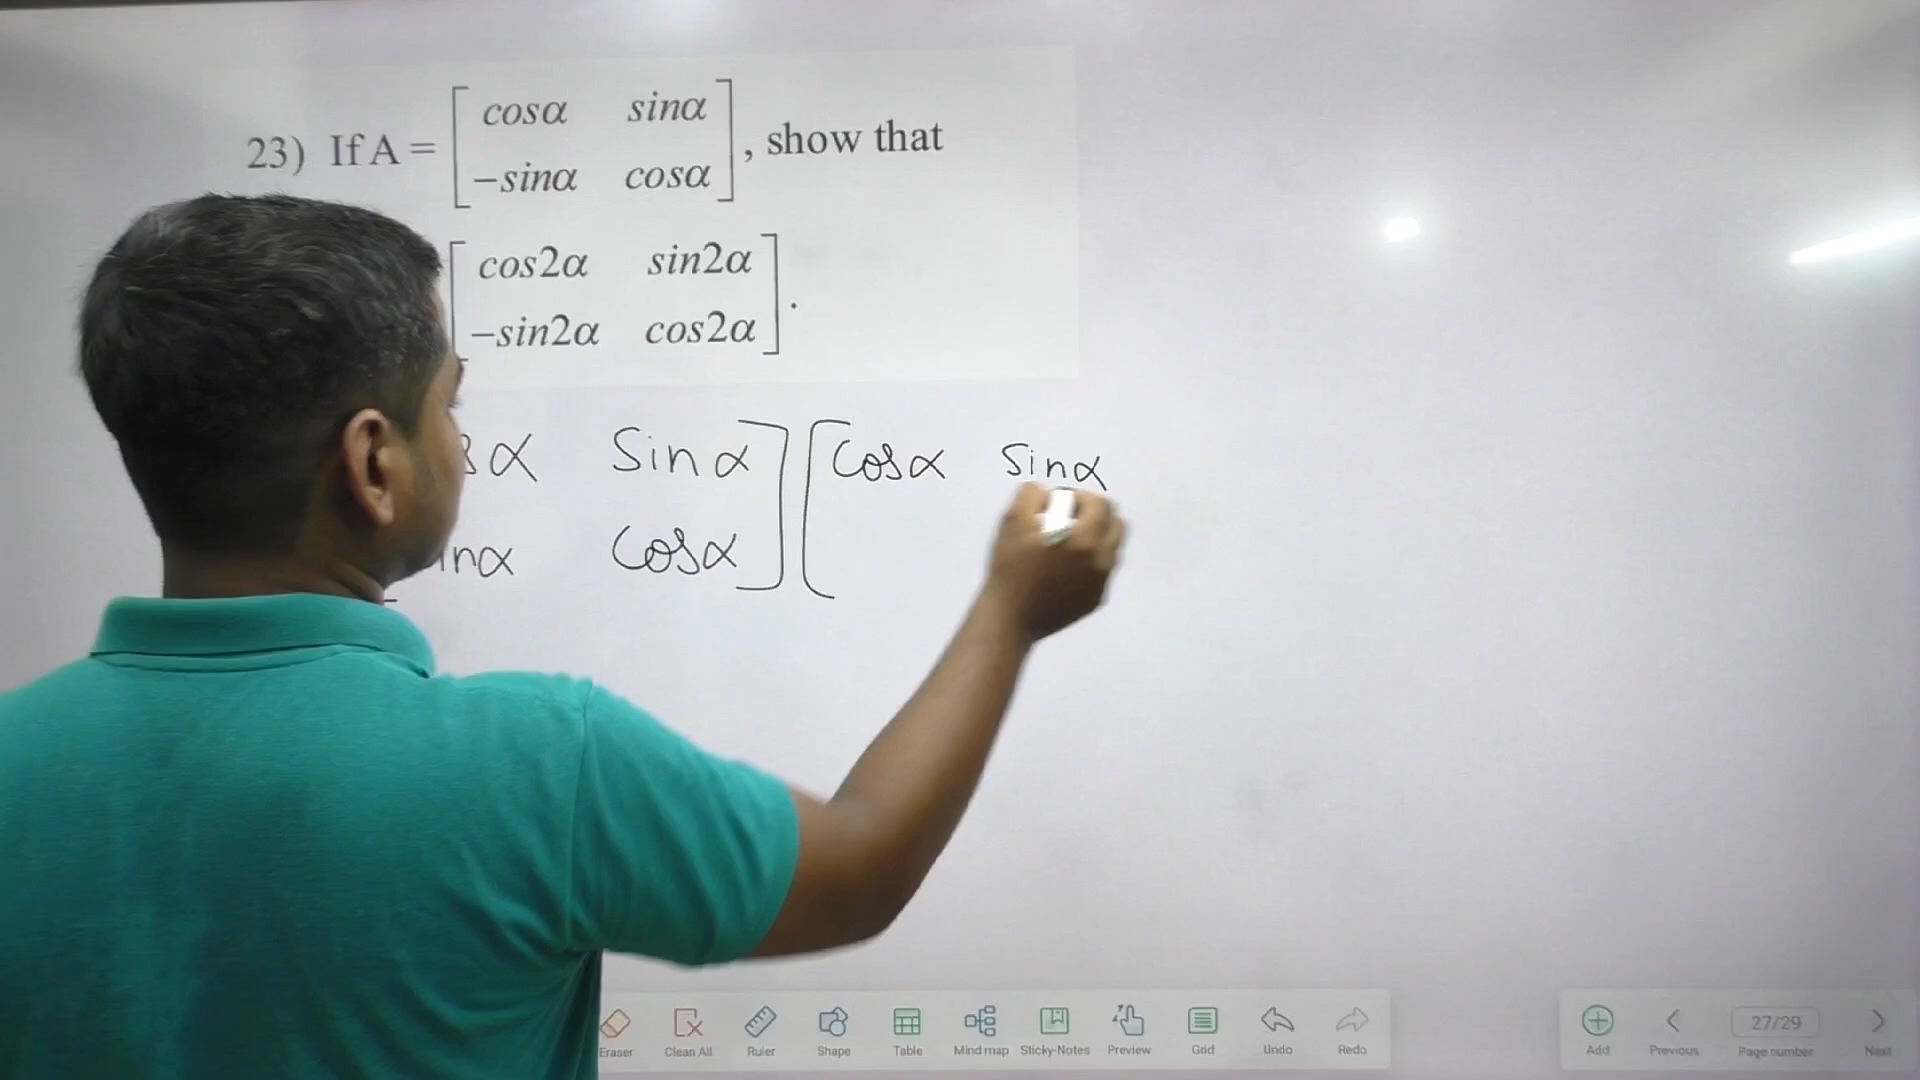 23) If A = [ cosα sinα
-sinα cosα ] , show that
[ cos2α sin2α
-sin2α cos2α ] .
α Sin α ] [ Cosα Sinα
nα Cosα ]
Eraser Clean All Ruler Shape Table Mind map Sticky-Notes Preview Grid Undo Redo Add Previous 27/29 Page number Next